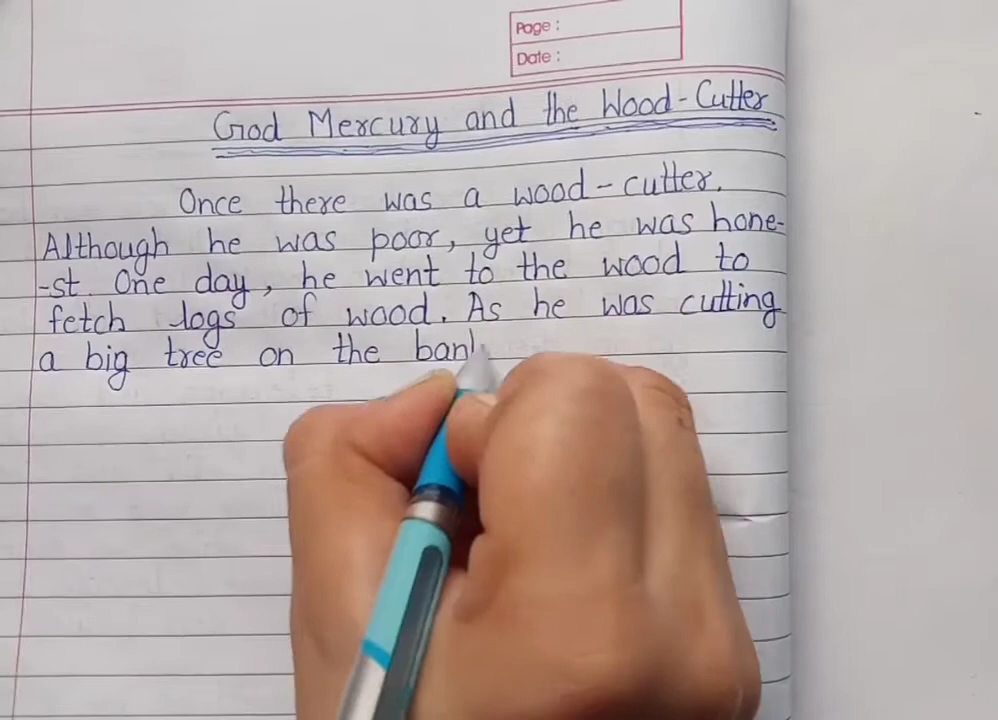 Page :
Date :
God Mercury and the Wood-Cutter
Once there was a wood-cutter.
Although he was poor, yet he was hone-
-st. One day, he went to the wood to
fetch logs of wood. As he was cutting
a big tree on the